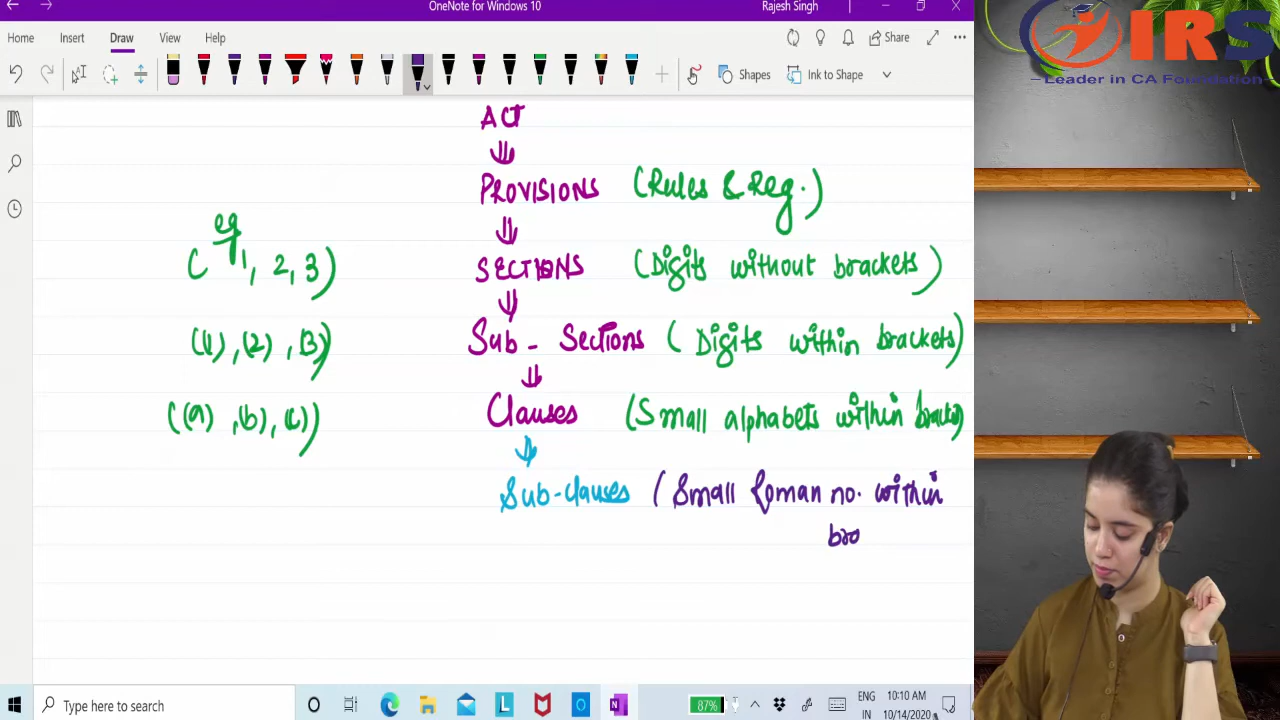 OneNote for Windows 10
Rajesh Singh
Home Insert Draw View Help
Share
Shapes
Ink to Shape
IRS
Leader in CA Foundation
ACT
PROVISIONS (Rules & Reg.)
eg
(1, 2, 3)
SECTIONS (Digits without brackets)
(1), (2), (3)
Sub-Sections (Digits within brackets)
((a), (b), (c))
Clauses (Small alphabets within bracket)
Sub-clauses (Small Roman no. within
bra
Type here to search
87%
ENG
IN
10:10 AM
10/14/2020